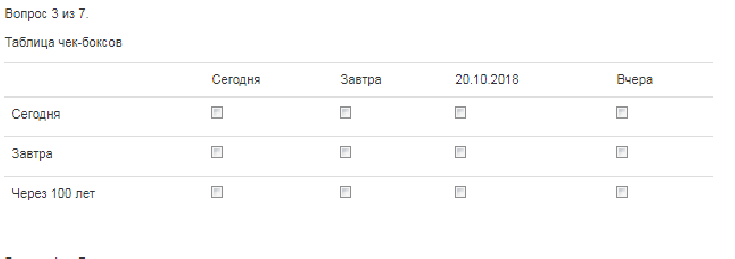 Вопрос 3 из 7.
Таблица чек-боксов
Сегодня Завтра 20.10.2018 Вчера
Сегодня
Завтра
Через 100 лет